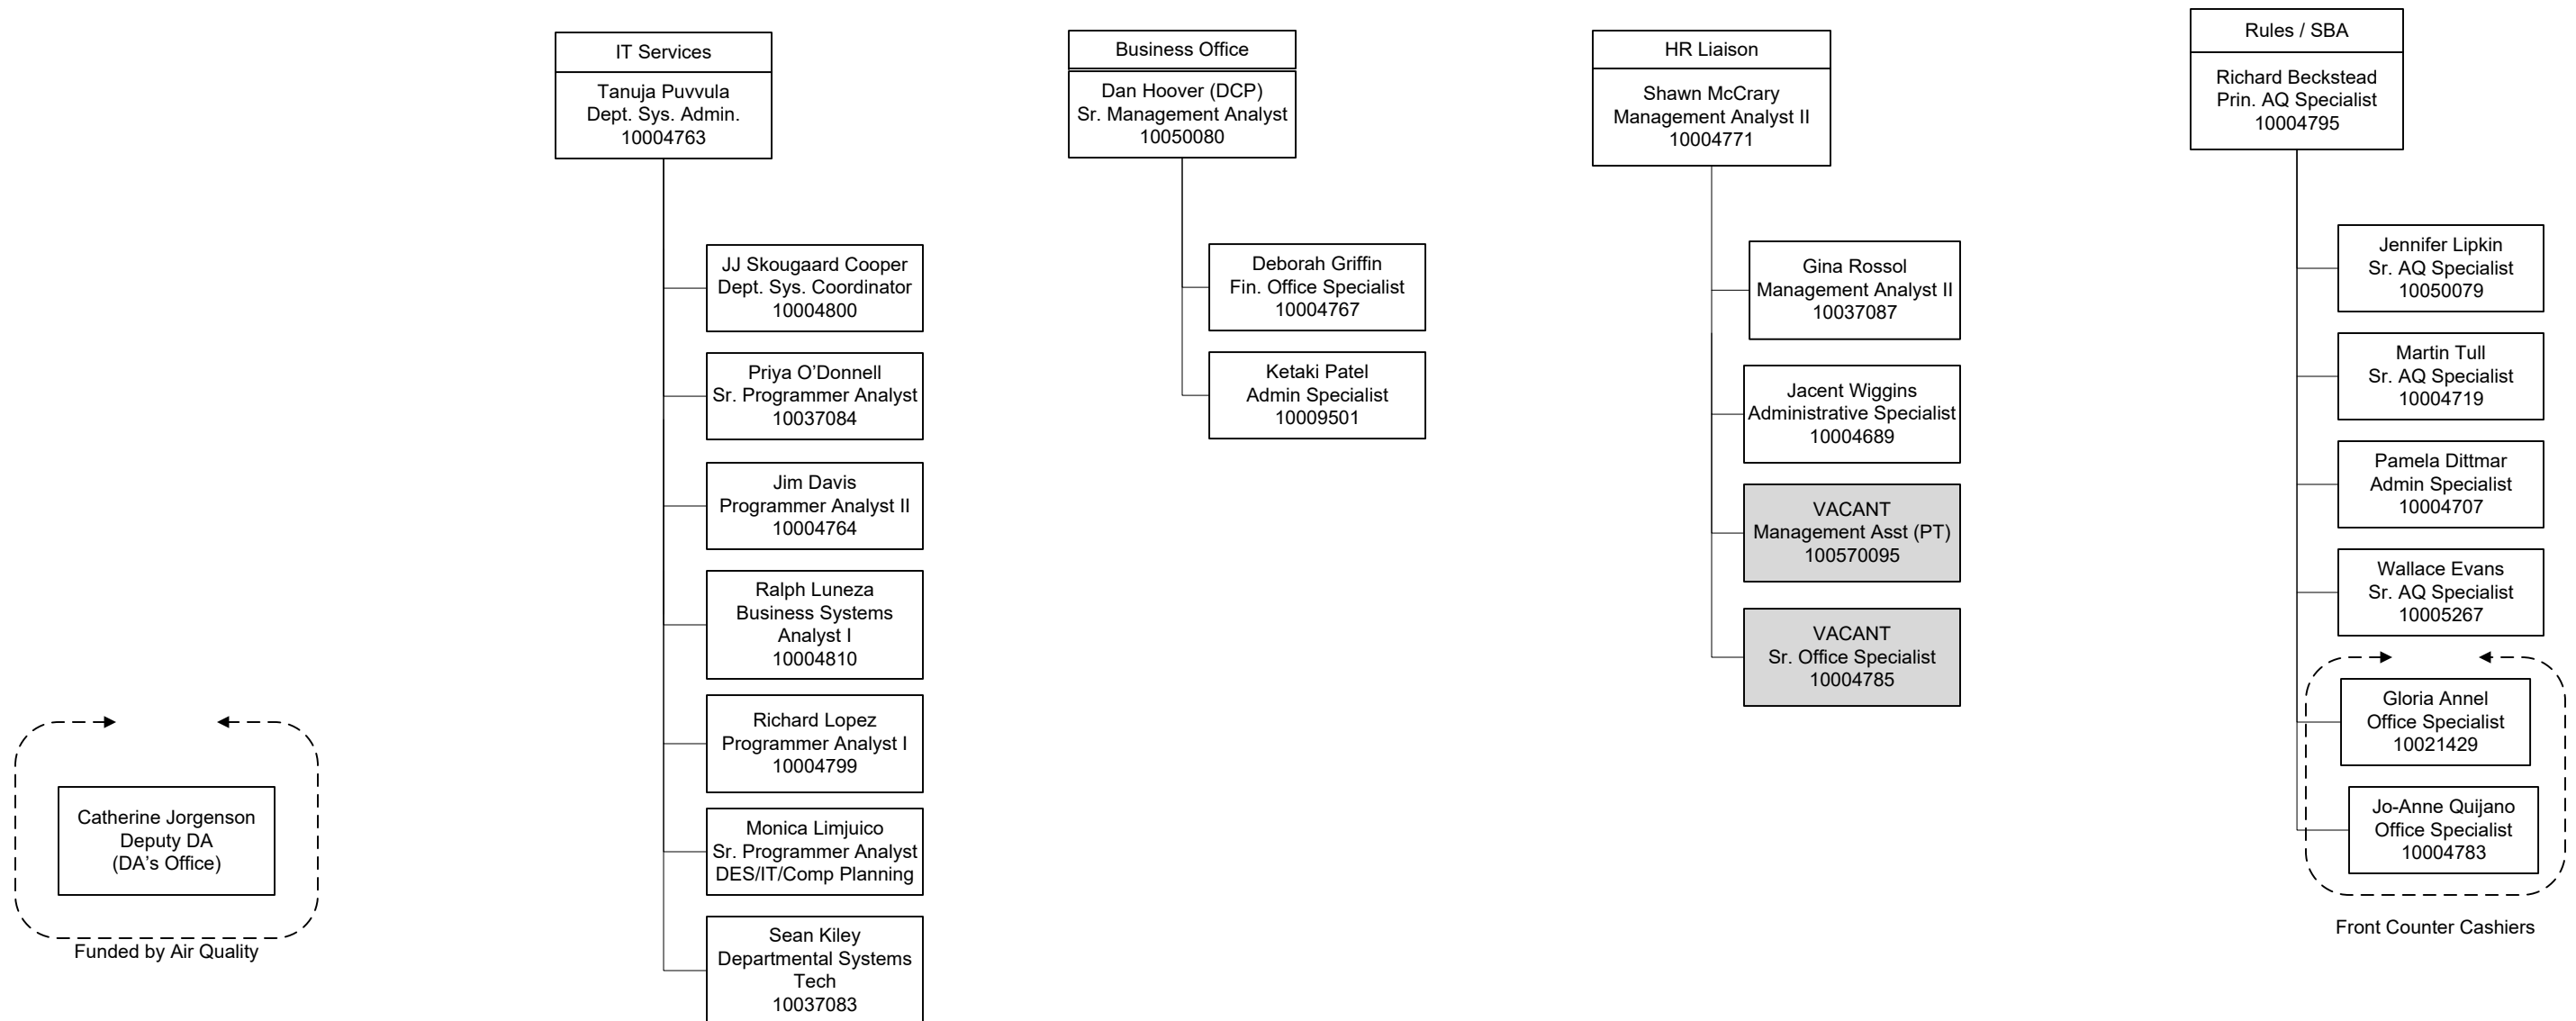 IT Services
Tanuja Puvvula
Dept. Sys. Admin.
10004763
JJ Skougaard Cooper
Dept. Sys. Coordinator
10004800
Priya O’Donnell
Sr. Programmer Analyst
10037084
Jim Davis
Programmer Analyst II
10004764
Ralph Luneza
Business Systems
Analyst I
10004810
Richard Lopez
Programmer Analyst I
10004799
Monica Limjuico
Sr. Programmer Analyst
DES/IT/Comp Planning
Sean Kiley
Departmental Systems
Tech
10037083
Business Office
Dan Hoover (DCP)
Sr. Management Analyst
10050080
Deborah Griffin
Fin. Office Specialist
10004767
Ketaki Patel
Admin Specialist
10009501
HR Liaison
Shawn McCrary
Management Analyst II
10004771
Gina Rossol
Management Analyst II
10037087
Jacent Wiggins
Administrative Specialist
10004689
VACANT
Management Asst (PT)
100570095
VACANT
Sr. Office Specialist
10004785
Rules / SBA
Richard Beckstead
Prin. AQ Specialist
10004795
Jennifer Lipkin
Sr. AQ Specialist
10050079
Martin Tull
Sr. AQ Specialist
10004719
Pamela Dittmar
Admin Specialist
10004707
Wallace Evans
Sr. AQ Specialist
10005267
Gloria Annel
Office Specialist
10021429
Jo-Anne Quijano
Office Specialist
10004783
Front Counter Cashiers
Catherine Jorgenson
Deputy DA
(DA’s Office)
Funded by Air Quality